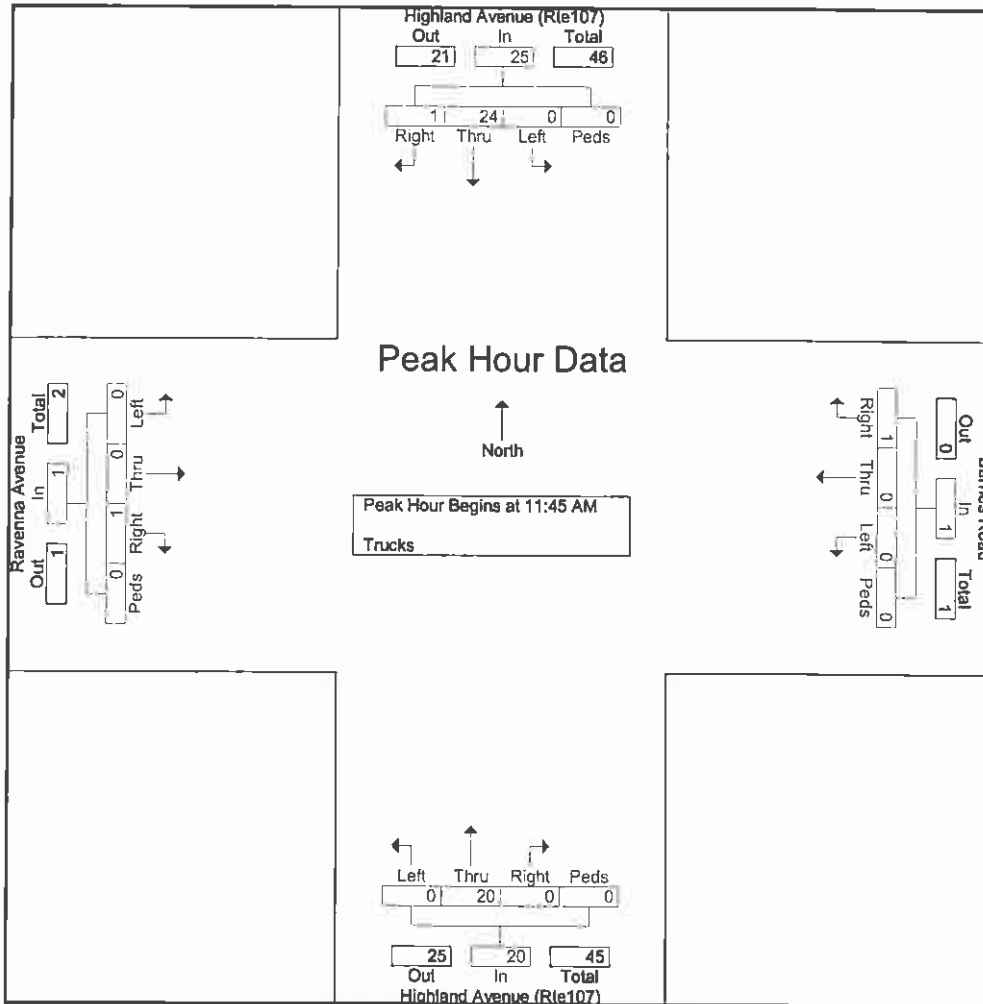 Highland Avenue (Rte107)
Out In Total
21 25 46
1 24 0 0
Right Thru Left Peds
Peak Hour Data
North
Peak Hour Begins at 11:45 AM
Trucks
Ravenna Avenue
Out In Total
1 1 2
0 0 1 0
Left Thru Right Peds
Road
Out In Total
0 1 1
1 0 0 0
Right Thru Left Peds
Left Thru Right Peds
0 20 0 0
25 20 45
Out In Total
Highland Avenue (Rte107)